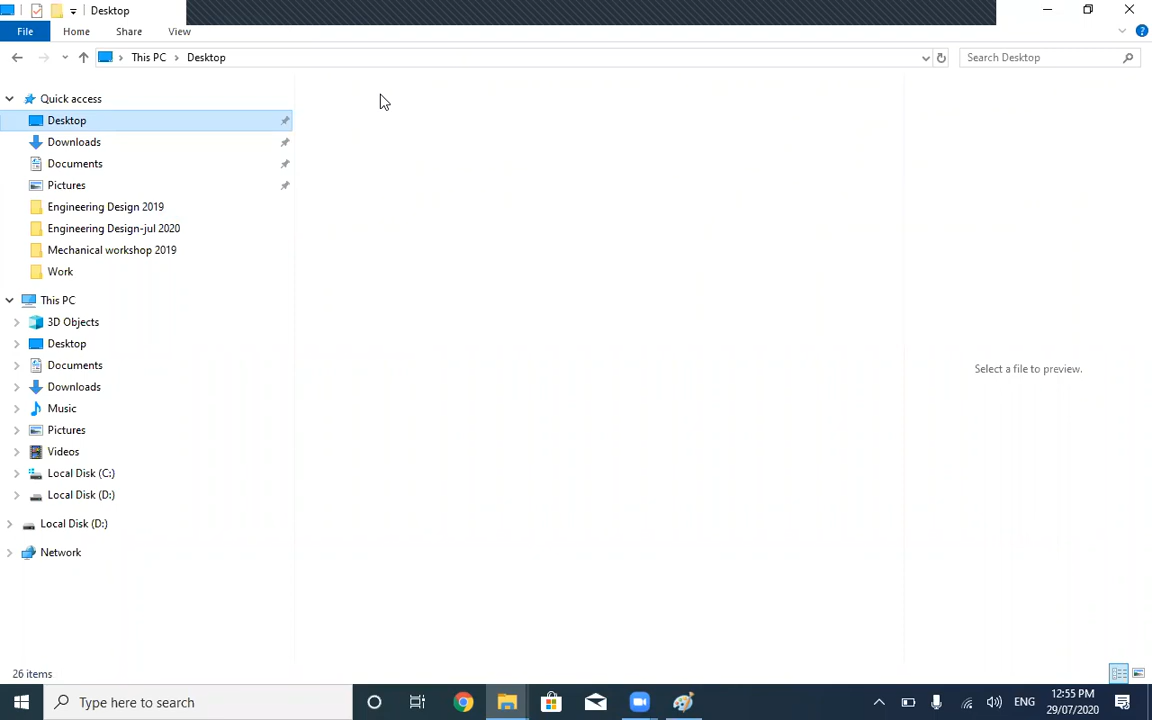 Desktop
File Home Share View
This PC Desktop Search Desktop
Quick access
Desktop
Downloads
Documents
Pictures
Engineering Design 2019
Engineering Design-jul 2020
Mechanical workshop 2019
Work
This PC
3D Objects
Desktop
Documents
Downloads
Music
Pictures
Videos
Local Disk (C:)
Local Disk (D:)
Local Disk (D:)
Network
Select a file to preview.
26 items
Type here to search
ENG
12:55 PM
29/07/2020